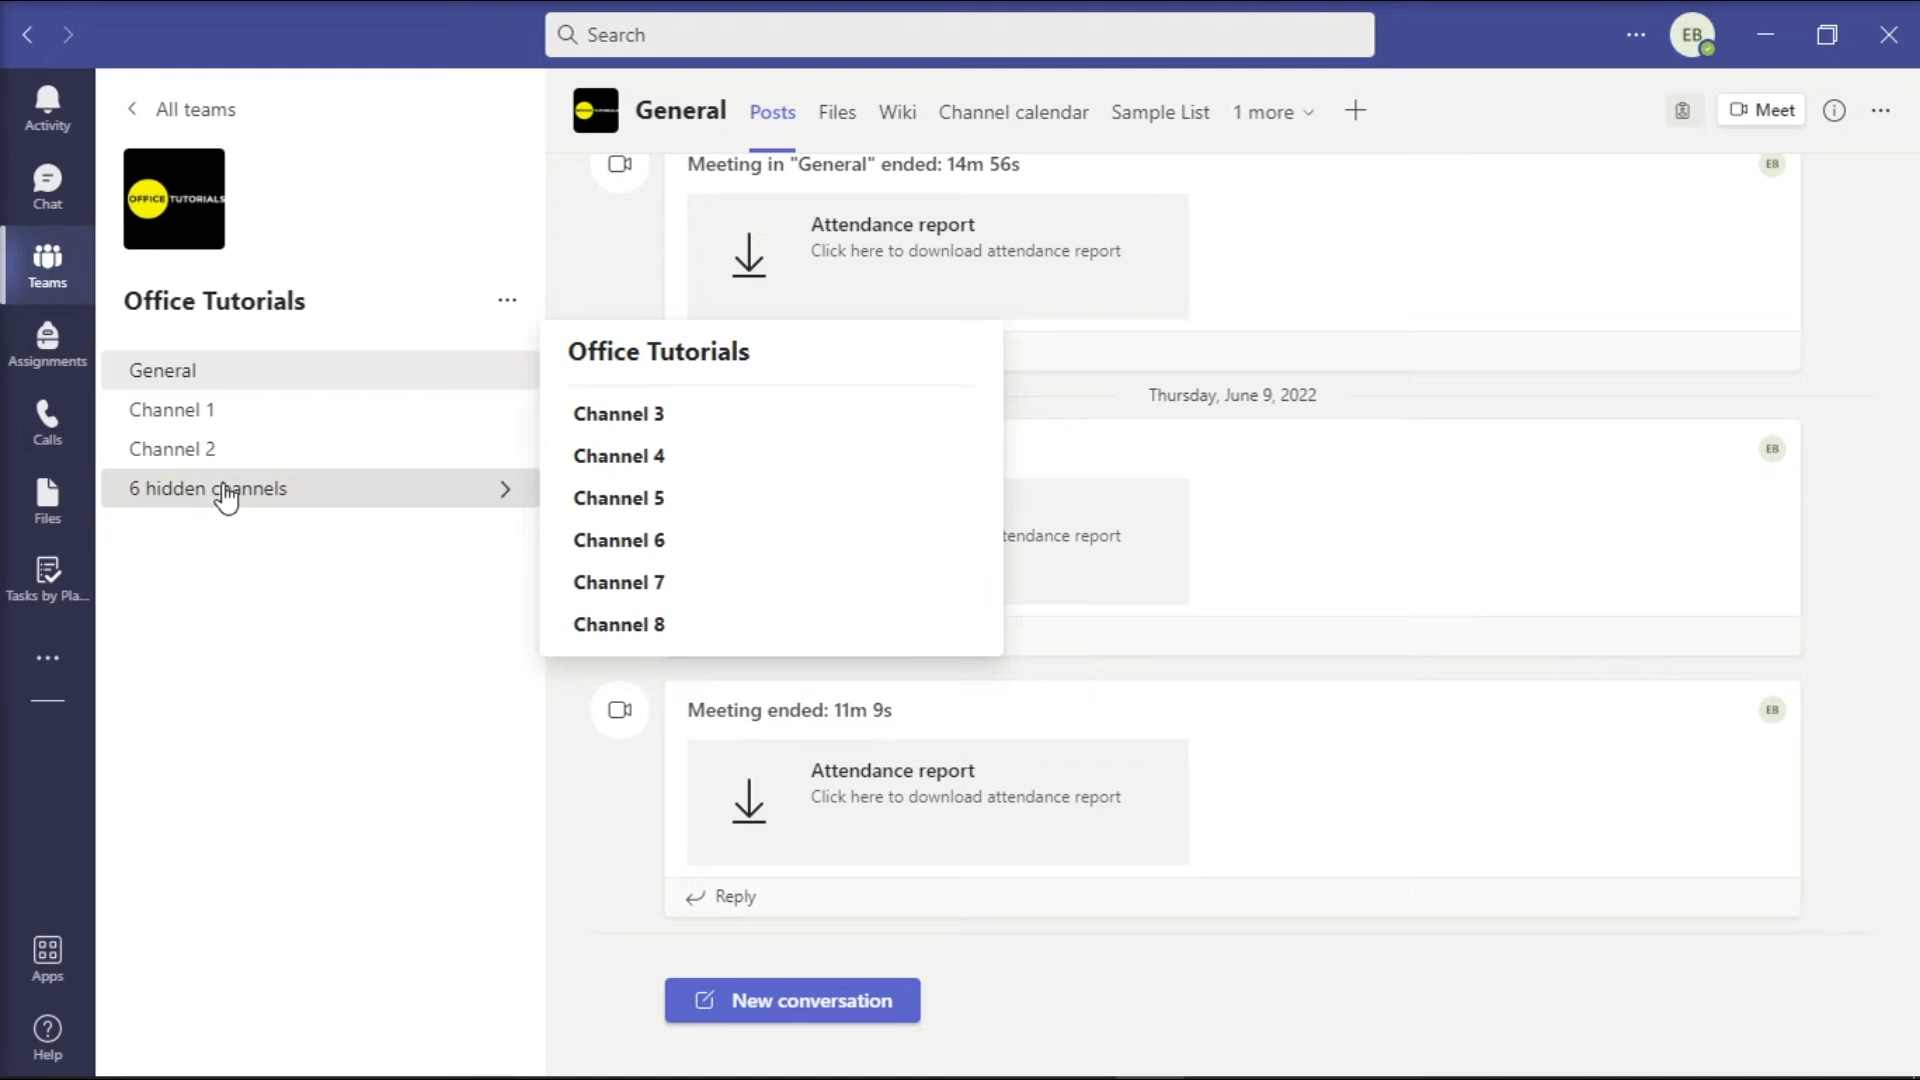 Search
EB
Activity
Chat
Teams
Assignments
Calls
Files
Tasks by Pla...
Apps
Help
All teams
OFFICE TUTORIALS
Office Tutorials
General
Channel 1
Channel 2
6 hidden channels
Office Tutorials
Channel 3
Channel 4
Channel 5
Channel 6
Channel 7
Channel 8
General Posts Files Wiki Channel calendar Sample List 1 more
Meet
Meeting in "General" ended: 14m 56s
EB
Attendance report
Click here to download attendance report
Thursday, June 9, 2022
EB
tendance report
Meeting ended: 11m 9s
EB
Attendance report
Click here to download attendance report
Reply
New conversation